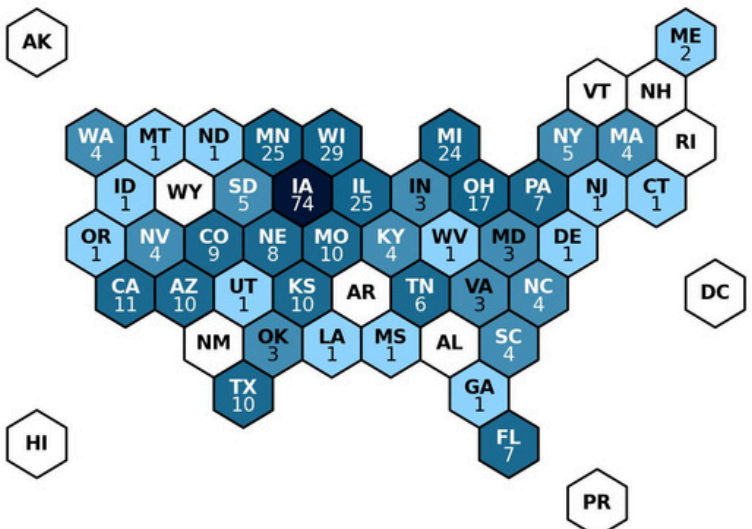 AK
ME
2
VT NH
WA MT ND MN WI MI NY MA RI
4 1 1 25 29 24 5 4
ID WY SD IA IL IN OH PA NJ CT
1 5 74 25 3 17 7 1 1
OR NV CO NE MO KY WV MD DE
1 4 9 8 10 4 1 3 1
CA AZ UT KS AR TN VA NC DC
11 10 1 10 6 3 4
NM OK LA MS AL SC
3 1 1 4
TX GA
10 1
HI FL
7
PR